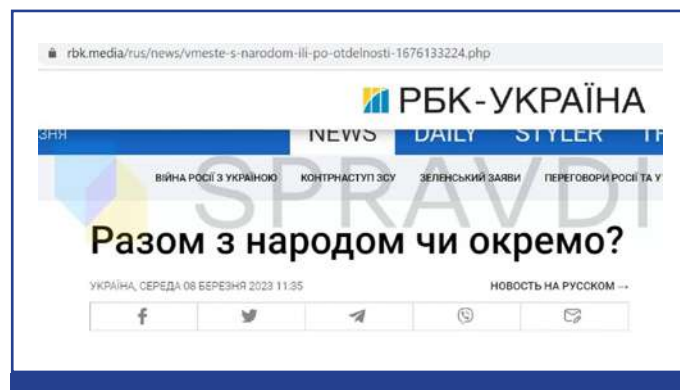 rbk.media/rus/news/vmeste-s-narodom-ili-po-otdelnosti-1676133224.php
РБК-УКРАЇНА
ЗНЯ NEWS DAILY STYLER
ВІЙНА РОСІЇ З УКРАЇНОЮ КОНТРНАСТУП ЗСУ ЗЕЛЕНСЬКИЙ ЗАЯВИ ПЕРЕГОВОРИ РОСІЇ ТА У
SPRAVDI
Разом з народом чи окремо?
УКРАЇНА, СЕРЕДА 08 БЕРЕЗНЯ 2023 11:35 НОВОСТЬ НА РУССКОМ →